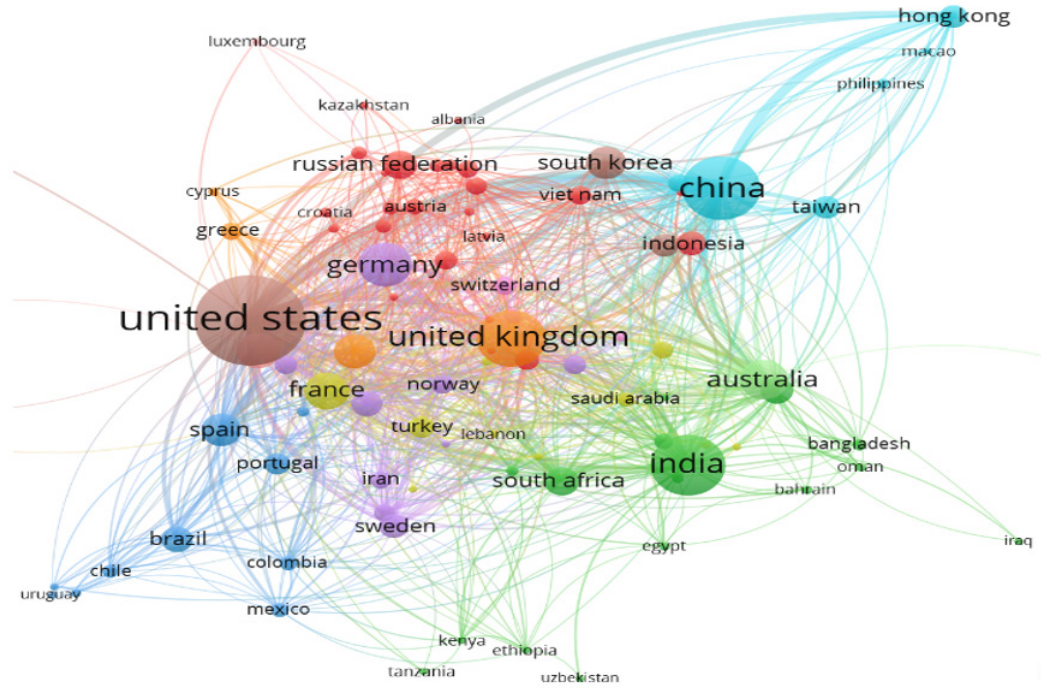 hong kong
luxembourg
macao
philippines
kazakhstan
albania
russian federation
south korea
viet nam
china
cyprus
croatia
austria
taiwan
greece
latvia
indonesia
germany
switzerland
united states
united kingdom
france
norway
australia
saudi arabia
spain
turkey
lebanon
bangladesh
portugal
iran
south africa
india
oman
bahrain
sweden
brazil
egypt
iraq
chile
colombia
uruguay
mexico
kenya
ethiopia
tanzania
uzbekistan